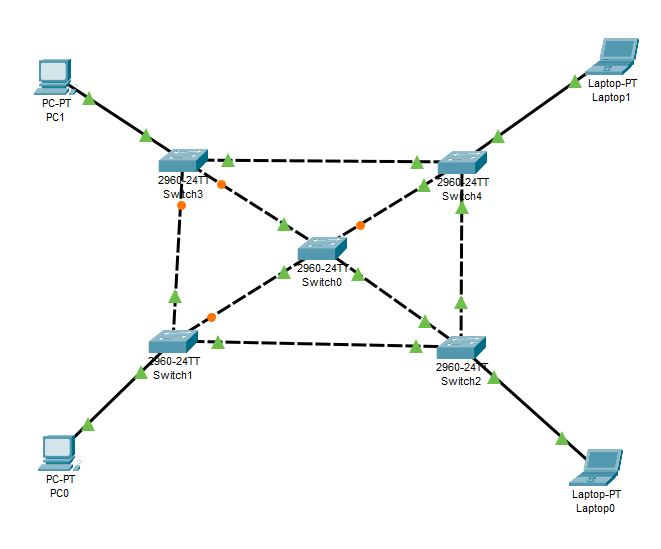 PC-PT
PC1
Laptop-PT
Laptop1
2960-24TT
Switch3
2960-24TT
Switch4
2960-24TT
Switch0
2960-24TT
Switch1
2960-24TT
Switch2
PC-PT
PC0
Laptop-PT
Laptop0